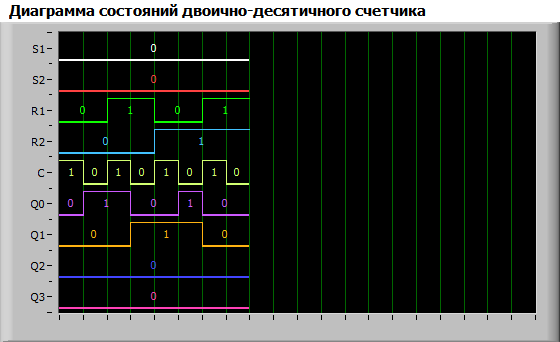 Диаграмма состояний двоично-десятичного счетчика
S1 0
S2 0
R1 0 1 0 1
R2 0 1
C 1 0 1 0 1 0 1 0
Q0 0 1 0 1 0
Q1 0 1 0
Q2 0
Q3 0